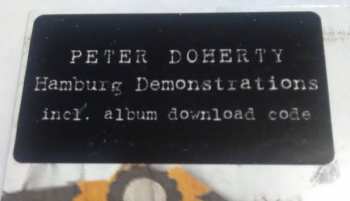 PETER DOHERTY
Hamburg Demonstrations
incl. album download code